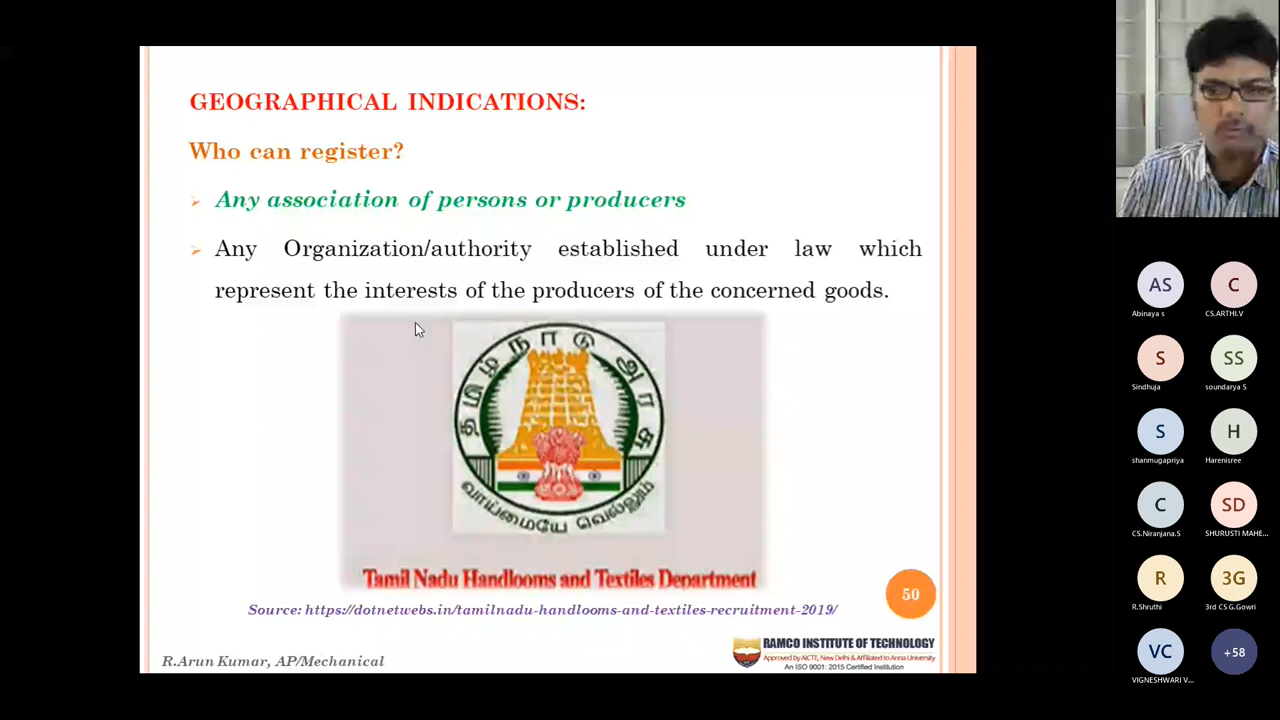 GEOGRAPHICAL INDICATIONS:
Who can register?
Any association of persons or producers
Any Organization/authority established under law which
represent the interests of the producers of the concerned goods.
தமிழ்நாடு அரசு
வாய்மையே வெல்லும்
Tamil Nadu Handlooms and Textiles Department
Source: https://dotnetwebs.in/tamilnadu-handlooms-and-textiles-recruitment-2019/
50
R.Arun Kumar, AP/Mechanical
RAMCO INSTITUTE OF TECHNOLOGY
Approved by AICTE, New Delhi & Affiliated to Anna University
An ISO 9001: 2015 Certified Institution
AS
C
Abinaya s
CS.ARTHI.V
S
SS
Sindhuja
soundarya S
S
H
shanmugapriya
Harenisree
C
SD
CS.Niranjana.S
SHURUSTI MAHE...
R
3G
R.Shruthi
3rd CS G.Gowri
VC
+58
VIGNESHWARI V...